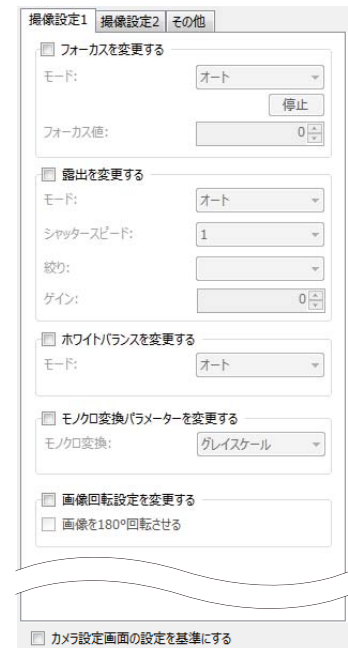 撮像設定1 撮像設定2 その他
フォーカスを変更する
モード: オート
停止
フォーカス値: 0
露出を変更する
モード: オート
シャッタースピード: 1
絞り:
ゲイン: 0
ホワイトバランスを変更する
モード: オート
モノクロ変換パラメーターを変更する
モノクロ変換: グレイスケール
画像回転設定を変更する
画像を180°回転させる
カメラ設定画面の設定を基準にする